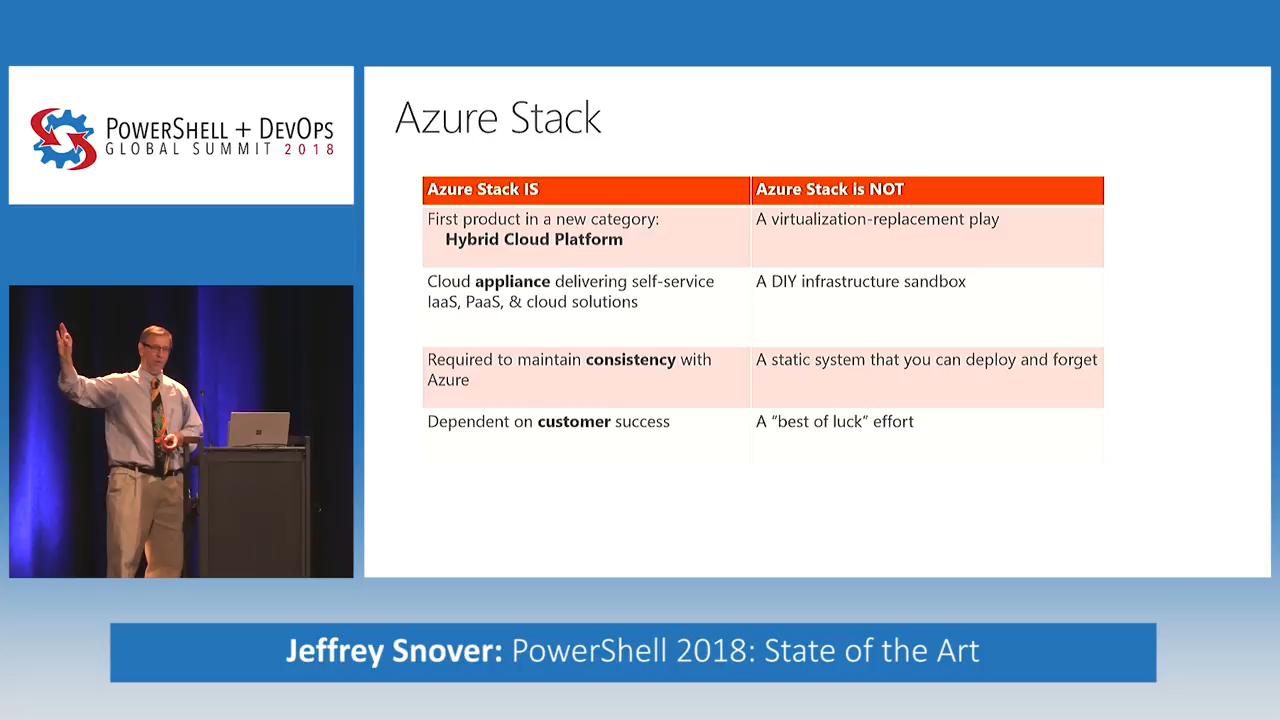 POWERSHELL + DEVOPS
GLOBAL SUMMIT 2018
Azure Stack
Azure Stack IS
Azure Stack is NOT
First product in a new category:
Hybrid Cloud Platform
A virtualization-replacement play
Cloud appliance delivering self-service
IaaS, PaaS, & cloud solutions
A DIY infrastructure sandbox
Required to maintain consistency with
Azure
A static system that you can deploy and forget
Dependent on customer success
A “best of luck” effort
Jeffrey Snover: PowerShell 2018: State of the Art